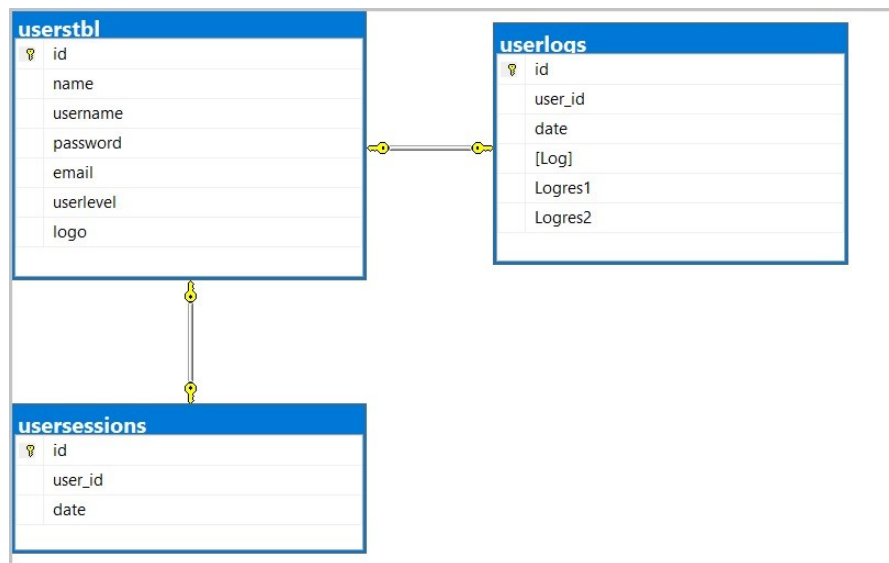 userstbl
id
name
username
password
email
userlevel
logo
userlogs
id
user_id
date
[Log]
Logres1
Logres2
usersessions
id
user_id
date